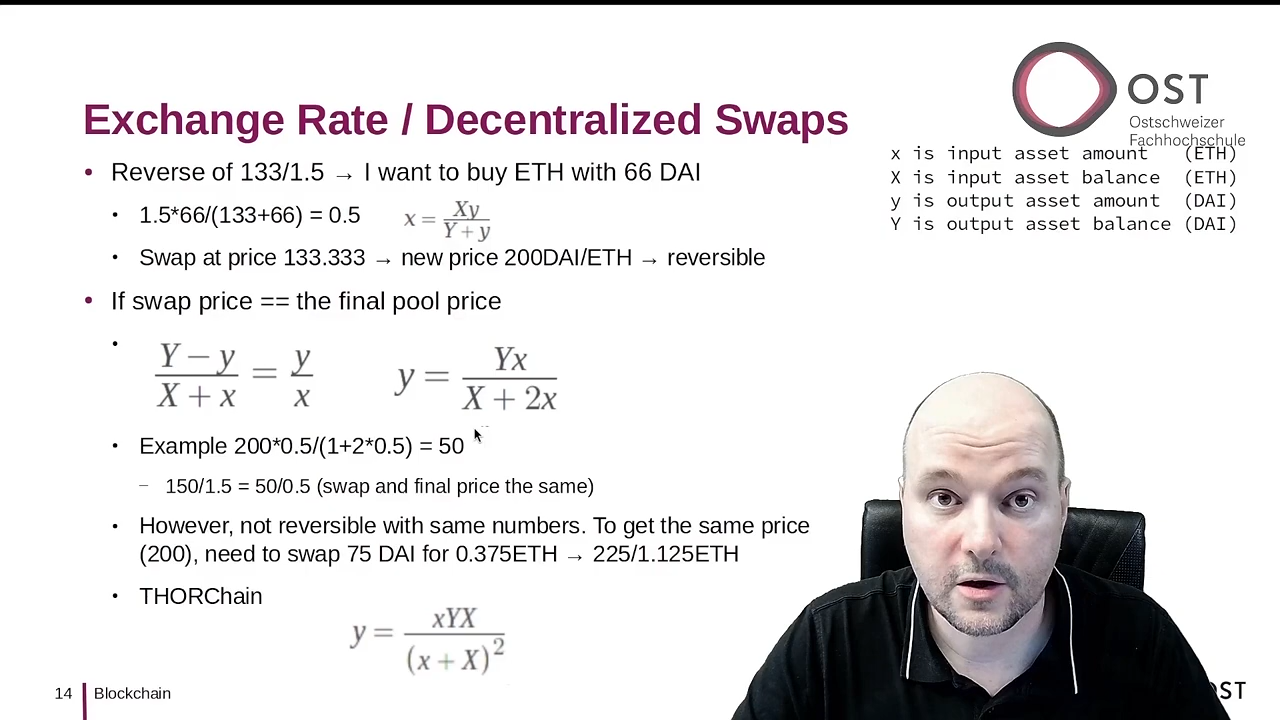 OST
Ostschweizer
Fachhochschule
Exchange Rate / Decentralized Swaps
x is input asset amount (ETH)
X is input asset balance (ETH)
y is output asset amount (DAI)
Y is output asset balance (DAI)
• Reverse of 133/1.5 → I want to buy ETH with 66 DAI
• 1.5*66/(133+66) = 0.5 x = Xy / Y + y
• Swap at price 133.333 → new price 200DAI/ETH → reversible
• If swap price == the final pool price
• Y − y / X + x = y / x y = Yx / X + 2x
• Example 200*0.5/(1+2*0.5) = 50
– 150/1.5 = 50/0.5 (swap and final price the same)
• However, not reversible with same numbers. To get the same price
(200), need to swap 75 DAI for 0.375ETH → 225/1.125ETH
• THORChain
y = xYX / (x + X)²
14 Blockchain
OST